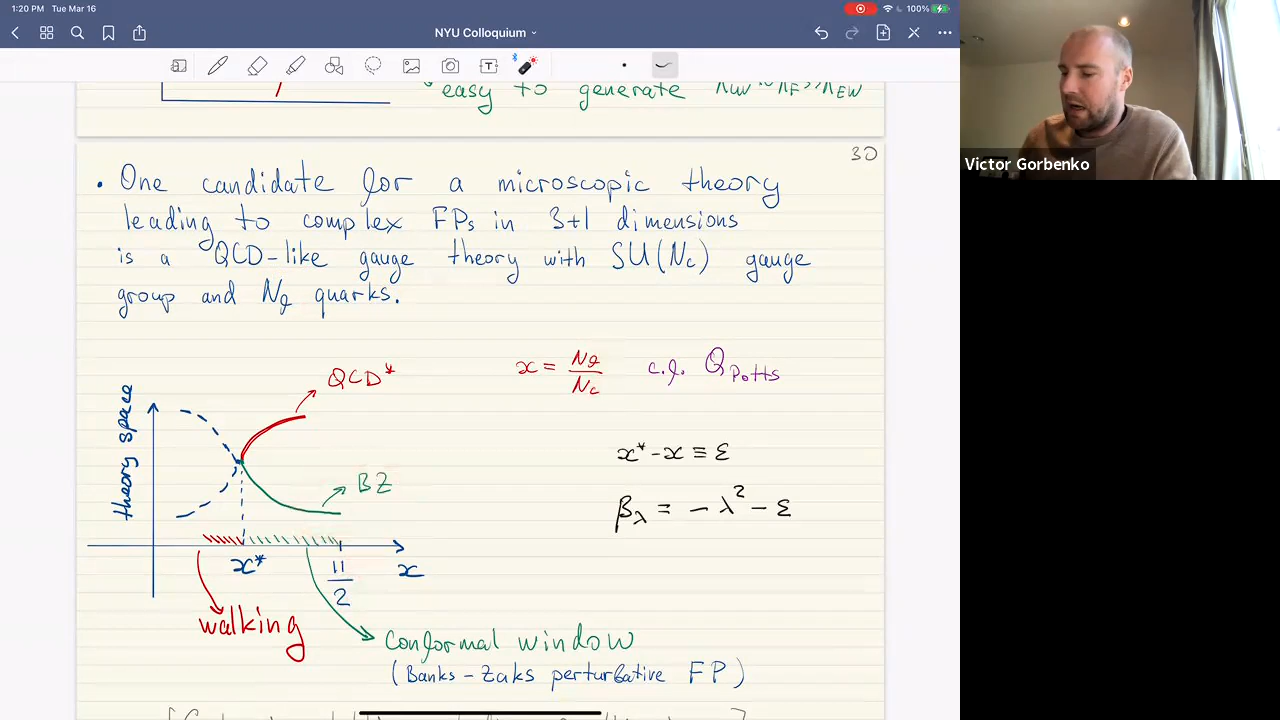 1:20 PM Tue Mar 16
100%
NYU Colloquium
easy to generate
30
• One candidate for a microscopic theory
leading to complex FPs in 3+1 dimensions
is a QCD-like gauge theory with SU(Nc) gauge
group and Nf quarks.
theory space
QCD*
BZ
x = Nf/Nc c.f. QPotts
x* - x ≡ ε
βλ = - λ² - ε
x*
11/2
x
walking
conformal window
(Banks-Zaks perturbative FP)
Victor Gorbenko